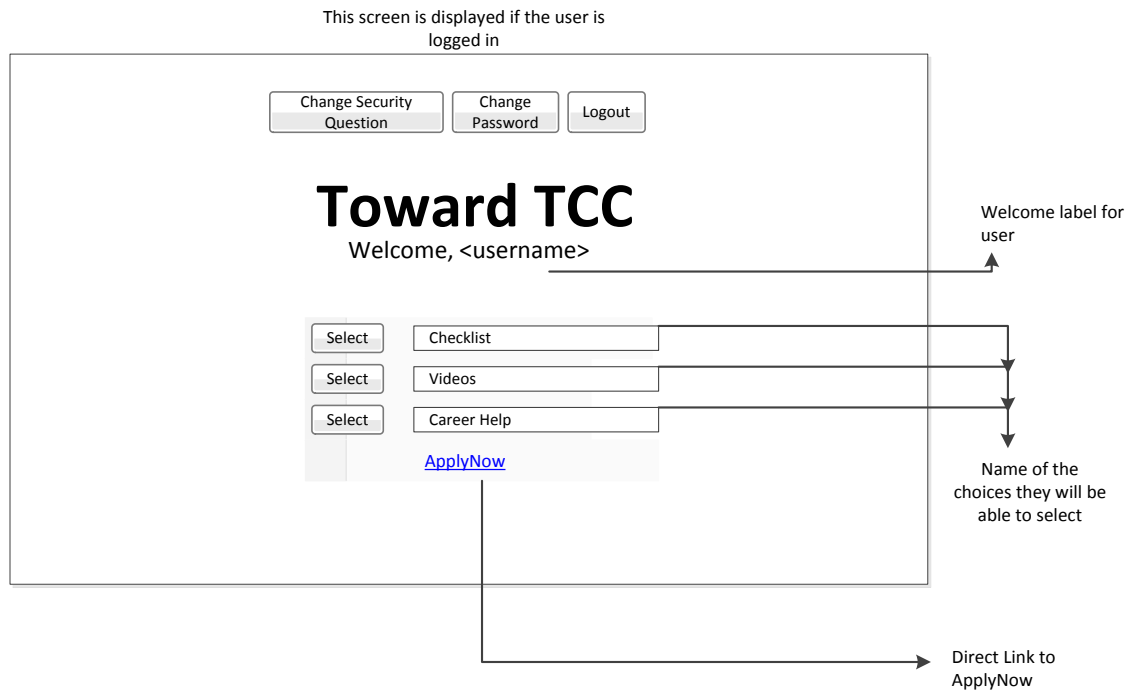 This screen is displayed if the user is
logged in
Change Security
Question
Change
Password
Logout
Toward TCC
Welcome, <username>
Welcome label for
user
Select
Checklist
Select
Videos
Select
Career Help
ApplyNow
Name of the
choices they will be
able to select
Direct Link to
ApplyNow